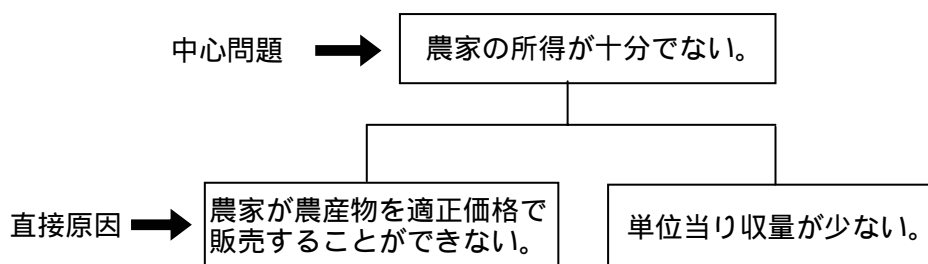 中心問題
農家の所得が十分でない。
直接原因
農家が農産物を適正価格で
販売することができない。
単位当り収量が少ない。